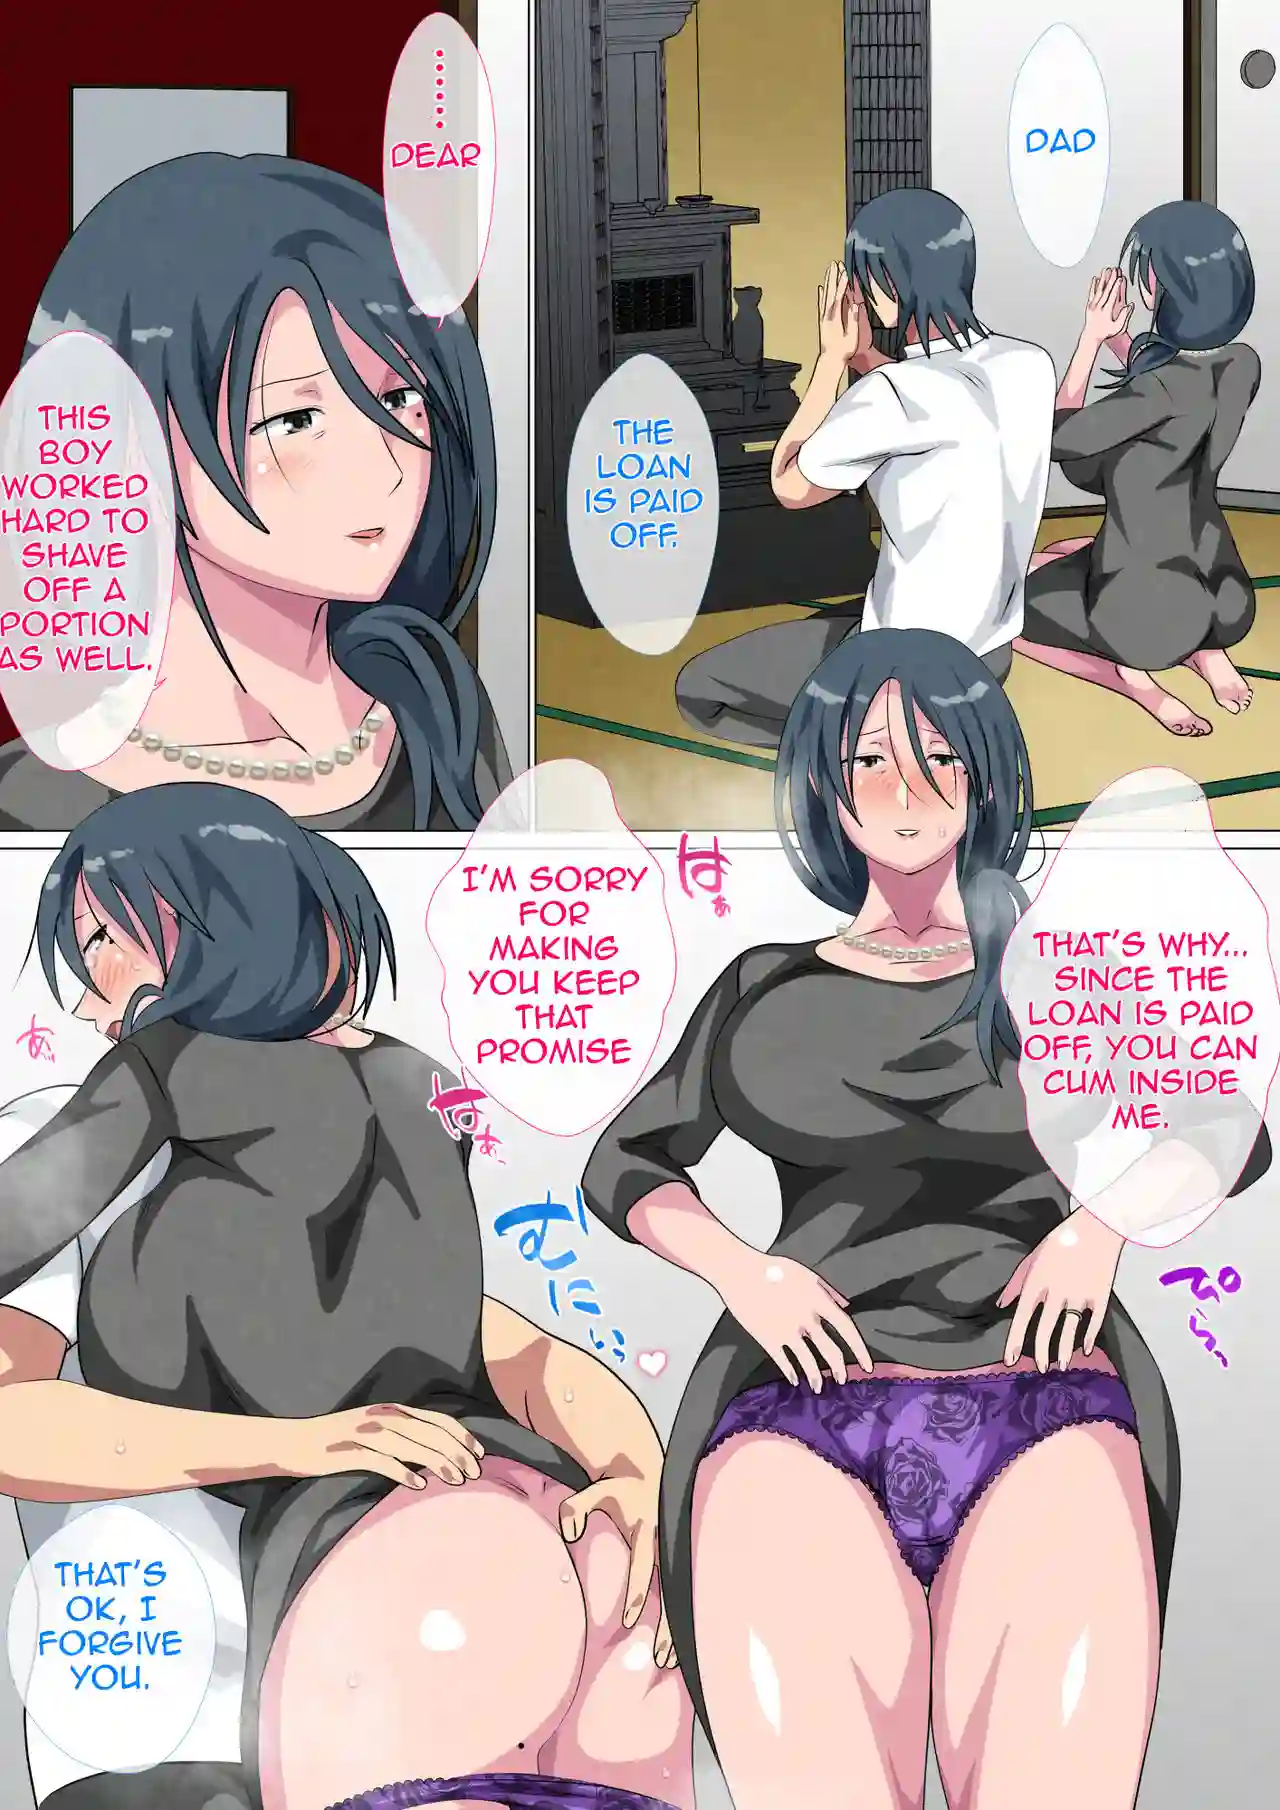 DAD
THE
LOAN
IS PAID
OFF.
DEAR
THIS
BOY
WORKED
HARD TO
SHAVE
OFF A
PORTION
AS WELL.
THAT'S WHY...
SINCE THE
LOAN IS PAID
OFF, YOU CAN
CUM INSIDE
ME.
ぴら
I'M SORRY
FOR
MAKING
YOU KEEP
THAT
PROMISE
はぁ
はぁ
むにぃ
あぁ
THAT'S
OK, I
FORGIVE
YOU.